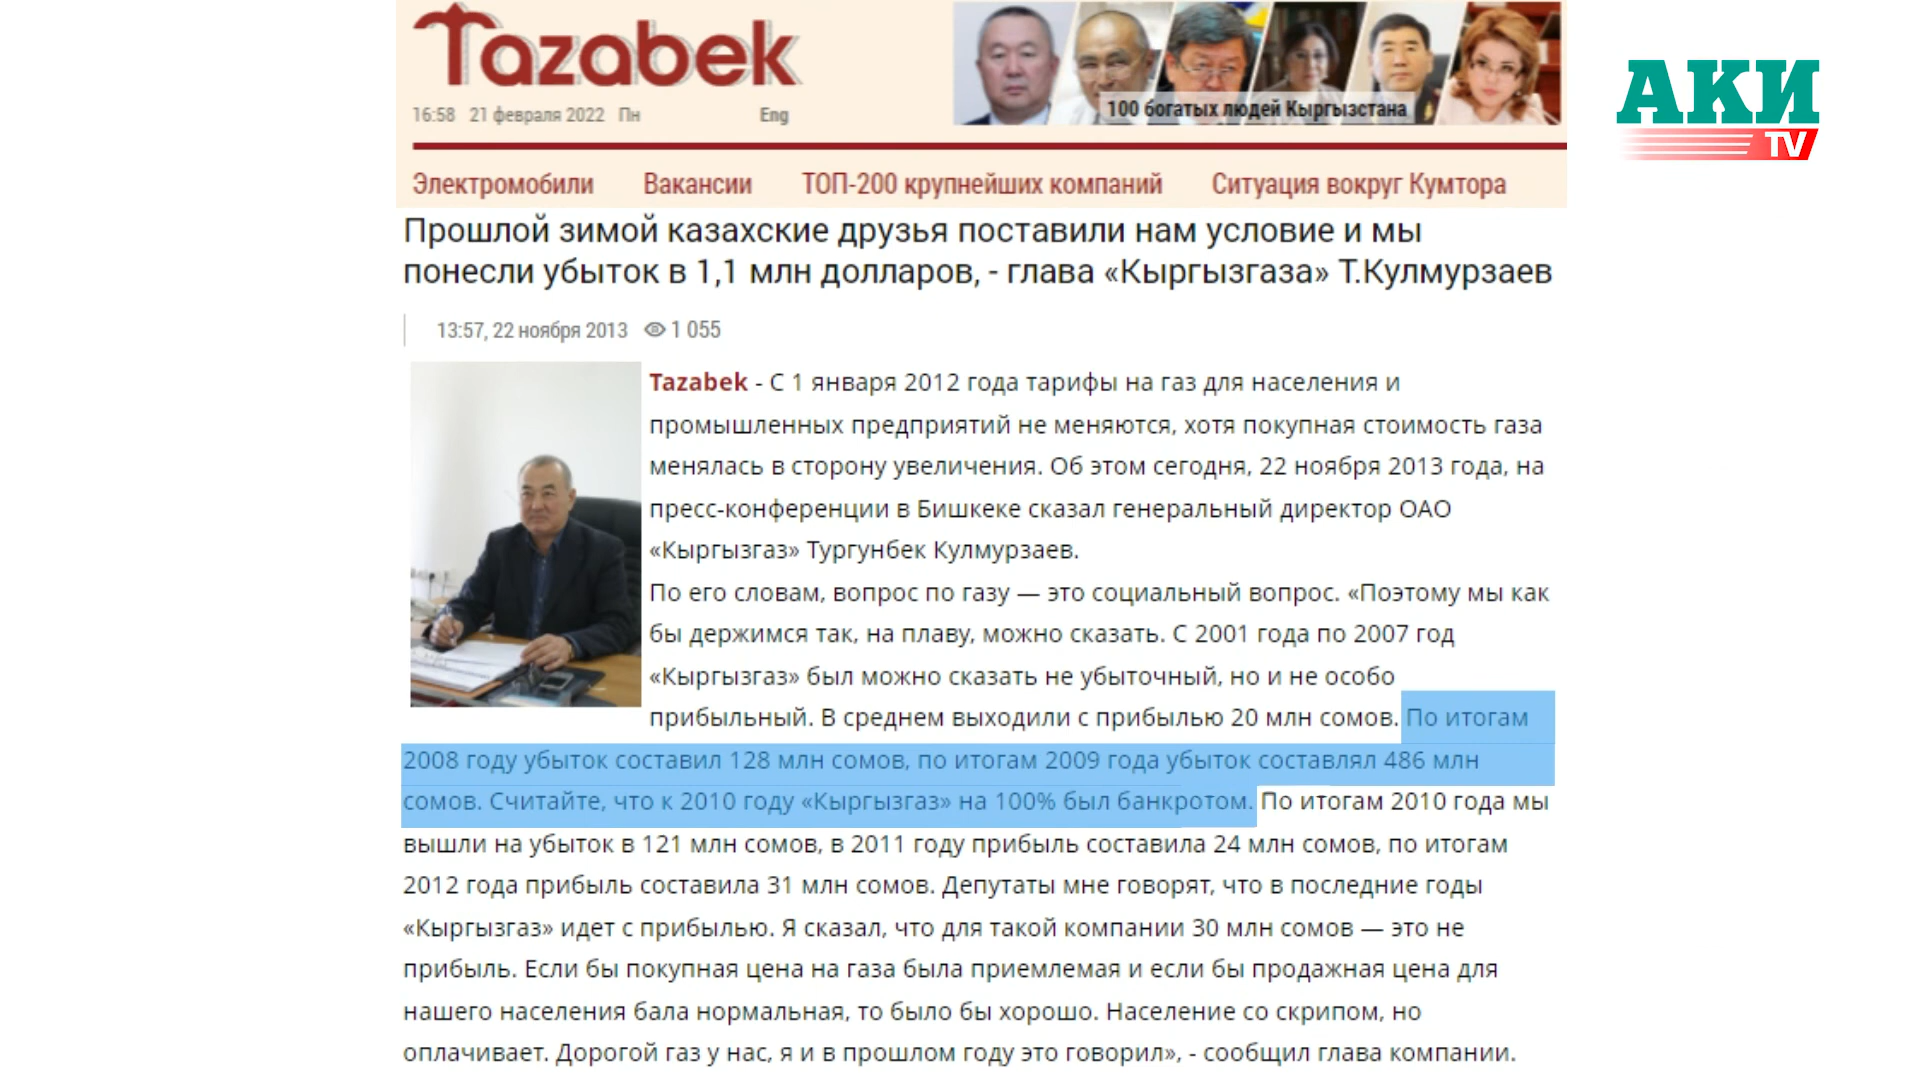 Tazabek
16:58 21 февраля 2022 Пн Eng
100 богатых людей Кыргызстана
АКИ
TV
Электромобили Вакансии ТОП-200 крупнейших компаний Ситуация вокруг Кумтора
Прошлой зимой казахские друзья поставили нам условие и мы
понесли убыток в 1,1 млн долларов, - глава «Кыргызгаза» Т.Кулмурзаев
13:57, 22 ноября 2013 1 055
Tazabek - С 1 января 2012 года тарифы на газ для населения и
промышленных предприятий не меняются, хотя покупная стоимость газа
менялась в сторону увеличения. Об этом сегодня, 22 ноября 2013 года, на
пресс-конференции в Бишкеке сказал генеральный директор ОАО
«Кыргызгаз» Тургунбек Кулмурзаев.
По его словам, вопрос по газу — это социальный вопрос. «Поэтому мы как
бы держимся так, на плаву, можно сказать. С 2001 года по 2007 год
«Кыргызгаз» был можно сказать не убыточный, но и не особо
прибыльный. В среднем выходили с прибылью 20 млн сомов. По итогам
2008 году убыток составил 128 млн сомов, по итогам 2009 года убыток составлял 486 млн
сомов. Считайте, что к 2010 году «Кыргызгаз» на 100% был банкротом. По итогам 2010 года мы
вышли на убыток в 121 млн сомов, в 2011 году прибыль составила 24 млн сомов, по итогам
2012 года прибыль составила 31 млн сомов. Депутаты мне говорят, что в последние годы
«Кыргызгаз» идет с прибылью. Я сказал, что для такой компании 30 млн сомов — это не
прибыль. Если бы покупная цена на газа была приемлемая и если бы продажная цена для
нашего населения бала нормальная, то было бы хорошо. Население со скрипом, но
оплачивает. Дорогой газ у нас, я и в прошлом году это говорил», - сообщил глава компании.